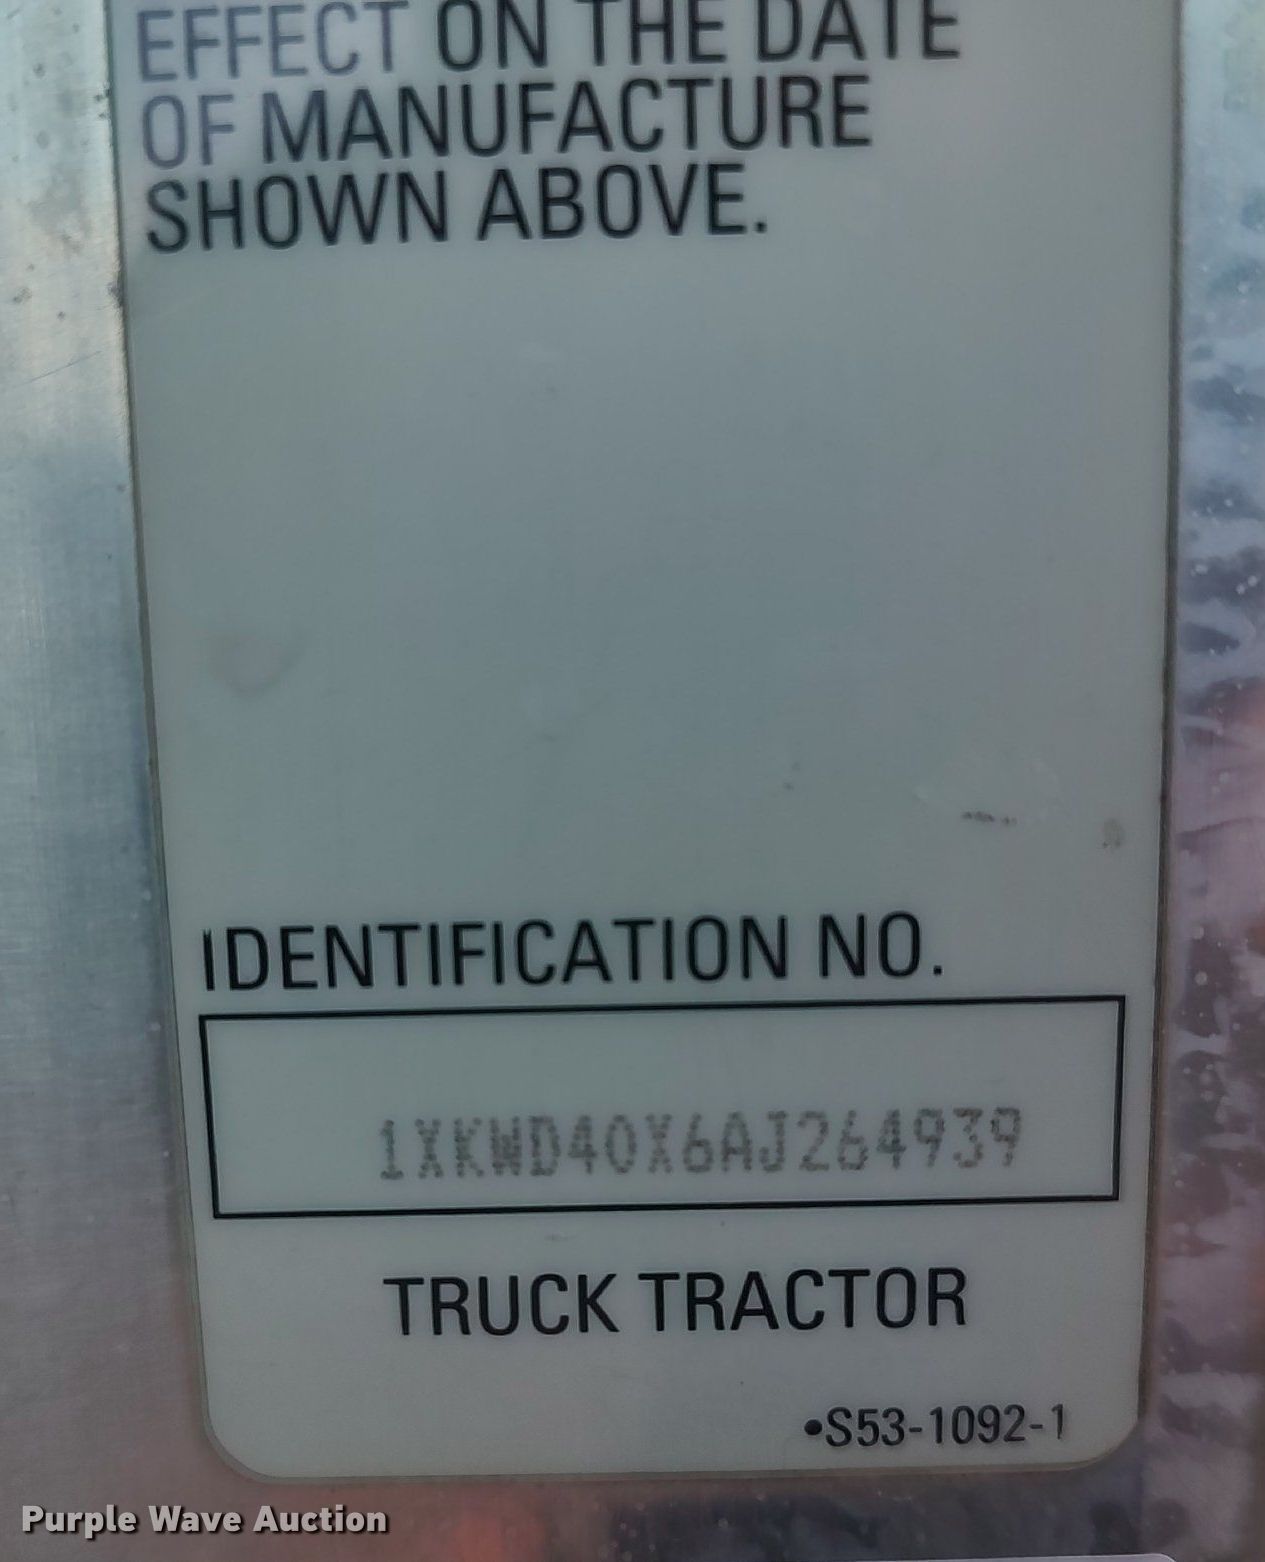 EFFECT ON THE DATE
OF MANUFACTURE
SHOWN ABOVE.
IDENTIFICATION NO.
1XKWD40X6AJ264939
TRUCK TRACTOR
•S53-1092-1
Purple Wave Auction